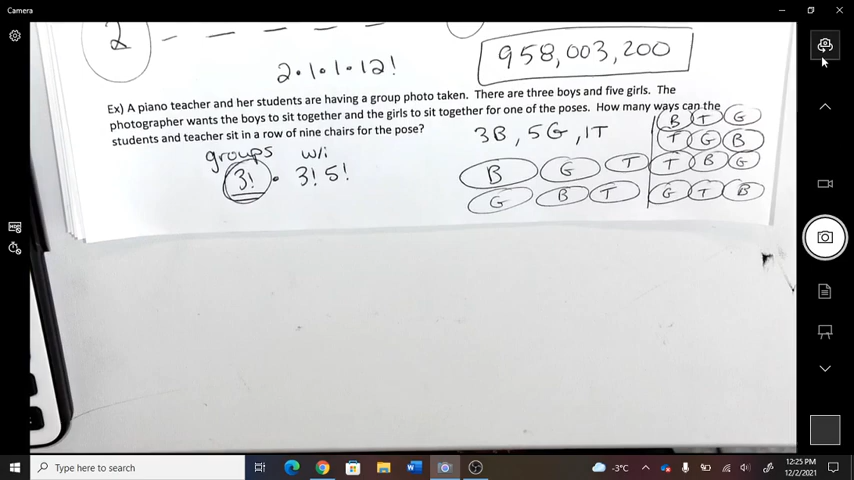 Camera
2
2·1·1·12!
958,003,200
Ex) A piano teacher and her students are having a group photo taken. There are three boys and five girls. The
photographer wants the boys to sit together and the girls to sit together for one of the poses. How many ways can the
students and teacher sit in a row of nine chairs for the pose?
3B, 5G, 1T
groups w/i
3! · 3! 5!
B G T
G B T
B T G
T G B
T B G
G T B
Type here to search
-3°C
12:25 PM
12/2/2021